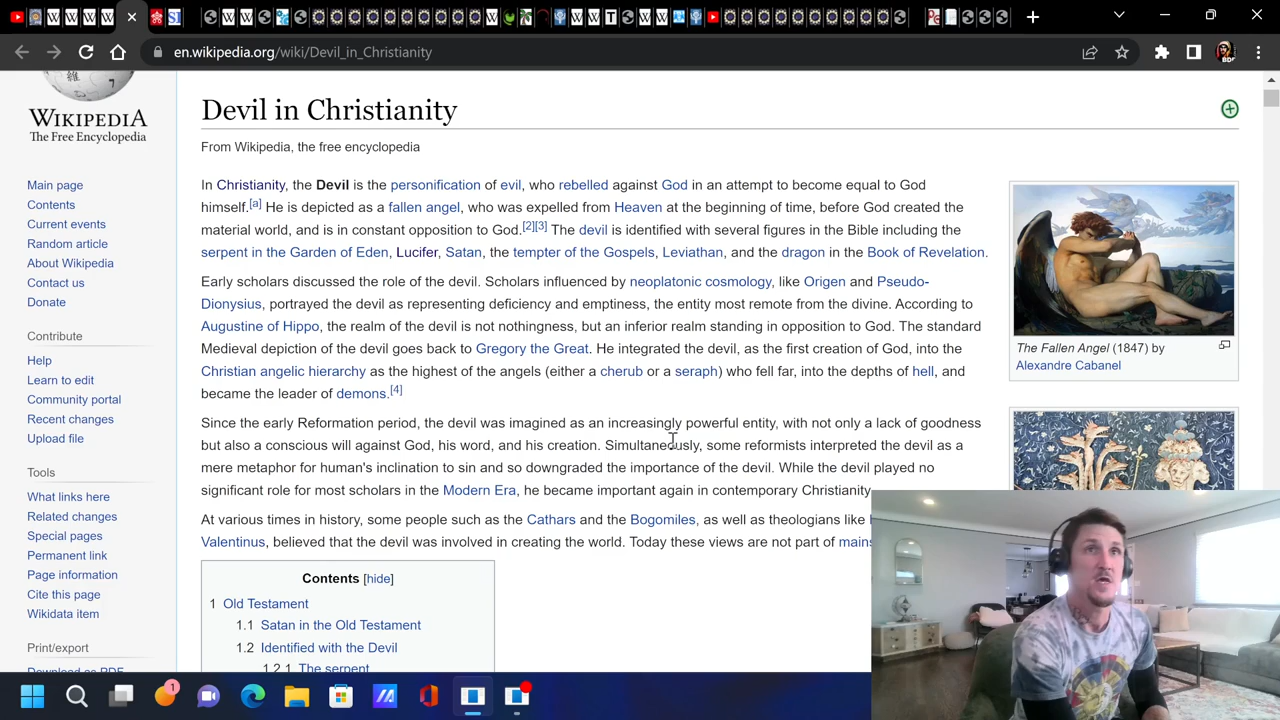 en.wikipedia.org/wiki/Devil_in_Christianity
BDF
WIKIPEDIA
The Free Encyclopedia
Main page
Contents
Current events
Random article
About Wikipedia
Contact us
Donate
Contribute
Help
Learn to edit
Community portal
Recent changes
Upload file
Tools
What links here
Related changes
Special pages
Permanent link
Page information
Cite this page
Wikidata item
Print/export
Download as PDF
Devil in Christianity
From Wikipedia, the free encyclopedia
In Christianity, the Devil is the personification of evil, who rebelled against God in an attempt to become equal to God
himself.[a] He is depicted as a fallen angel, who was expelled from Heaven at the beginning of time, before God created the
material world, and is in constant opposition to God.[2][3] The devil is identified with several figures in the Bible including the
serpent in the Garden of Eden, Lucifer, Satan, the tempter of the Gospels, Leviathan, and the dragon in the Book of Revelation.
Early scholars discussed the role of the devil. Scholars influenced by neoplatonic cosmology, like Origen and Pseudo-
Dionysius, portrayed the devil as representing deficiency and emptiness, the entity most remote from the divine. According to
Augustine of Hippo, the realm of the devil is not nothingness, but an inferior realm standing in opposition to God. The standard
Medieval depiction of the devil goes back to Gregory the Great. He integrated the devil, as the first creation of God, into the
Christian angelic hierarchy as the highest of the angels (either a cherub or a seraph) who fell far, into the depths of hell, and
became the leader of demons.[4]
Since the early Reformation period, the devil was imagined as an increasingly powerful entity, with not only a lack of goodness
but also a conscious will against God, his word, and his creation. Simultaneously, some reformists interpreted the devil as a
mere metaphor for human's inclination to sin and so downgraded the importance of the devil. While the devil played no
significant role for most scholars in the Modern Era, he became important again in contemporary Christianity
At various times in history, some people such as the Cathars and the Bogomiles, as well as theologians like
Valentinus, believed that the devil was involved in creating the world. Today these views are not part of mains
Contents [hide]
1 Old Testament
1.1 Satan in the Old Testament
1.2 Identified with the Devil
1.2.1 The serpent
The Fallen Angel (1847) by
Alexandre Cabanel
1